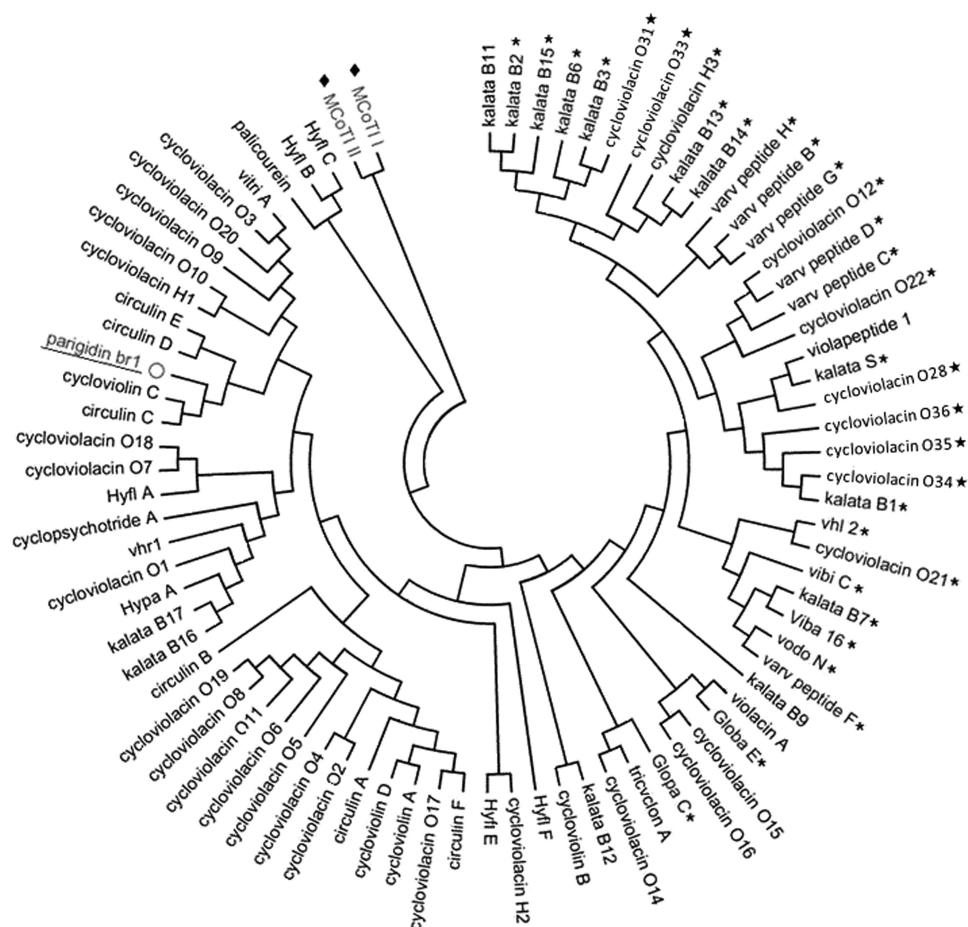 kalata B11
kalata B2 *
kalata B15 *
kalata B6 *
kalata B3 *
cycloviolacin O31 ★
cycloviolacin O33 ★
cycloviolacin H3 *
kalata B13 *
kalata B14 *
varv peptide H *
varv peptide B *
varv peptide G *
cycloviolacin O12 *
varv peptide D *
varv peptide C *
cycloviolacin O22 *
violapeptide 1
kalata S *
cycloviolacin O28 ★
cycloviolacin O36 ★
cycloviolacin O35 ★
cycloviolacin O34 ★
kalata B1 *
vhl 2 *
cycloviolacin O21 *
vibi C *
kalata B7 *
Viba 16 *
vodo N *
varv peptide F *
kalata B9
violacin A
Globa E *
cycloviolacin O15
cycloviolacin O16
Glopa C *
tricyclon A
cycloviolacin O14
kalata B12
cycloviolin B
Hyfl F
cycloviolacin H2
Hyfl E
circulin F
cycloviolacin O17
cycloviolin A
cycloviolin D
circulin A
cycloviolacin O2
cycloviolacin O4
cycloviolacin O5
cycloviolacin O6
cycloviolacin O11
cycloviolacin O8
cycloviolacin O19
circulin B
kalata B16
kalata B17
Hypa A
cycloviolacin O1
vhr1
cyclopsychotride A
Hyfl A
cycloviolacin O7
cycloviolacin O18
circulin C
cycloviolin C
parigidin br1
circulin D
circulin E
cycloviolacin H1
cycloviolacin O10
cycloviolacin O9
cycloviolacin O20
cycloviolacin O3
vitri A
palicourein
Hyfl B
Hyfl C
MCoTI II
MCoTI I